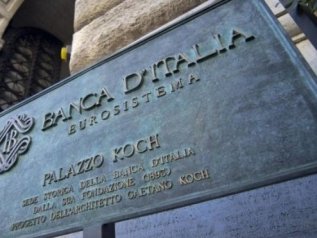 BANCA D'ITALIA
EUROSISTEMA
PALAZZO KOCH
SEDE STORICA DELLA BANCA D'ITALIA
DALLA SUA FONDAZIONE (1893)
PROGETTO DELL'ARCHITETTO GAETANO KOCH